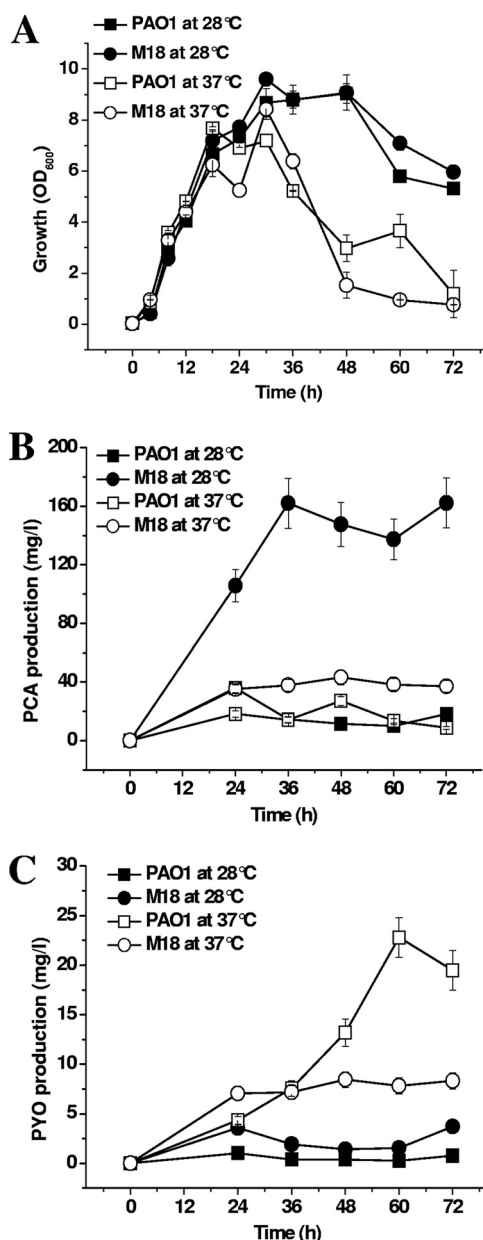 A
PAO1 at 28°C
M18 at 28°C
PAO1 at 37°C
M18 at 37°C
Growth (OD600)
10
8
6
4
2
0
0 12 24 36 48 60 72
Time (h)
B
PAO1 at 28°C
M18 at 28°C
PAO1 at 37°C
M18 at 37°C
PCA production (mg/l)
200
160
120
80
40
0
0 12 24 36 48 60 72
Time (h)
C
PAO1 at 28°C
M18 at 28°C
PAO1 at 37°C
M18 at 37°C
PYO production (mg/l)
30
25
20
15
10
5
0
0 12 24 36 48 60 72
Time (h)